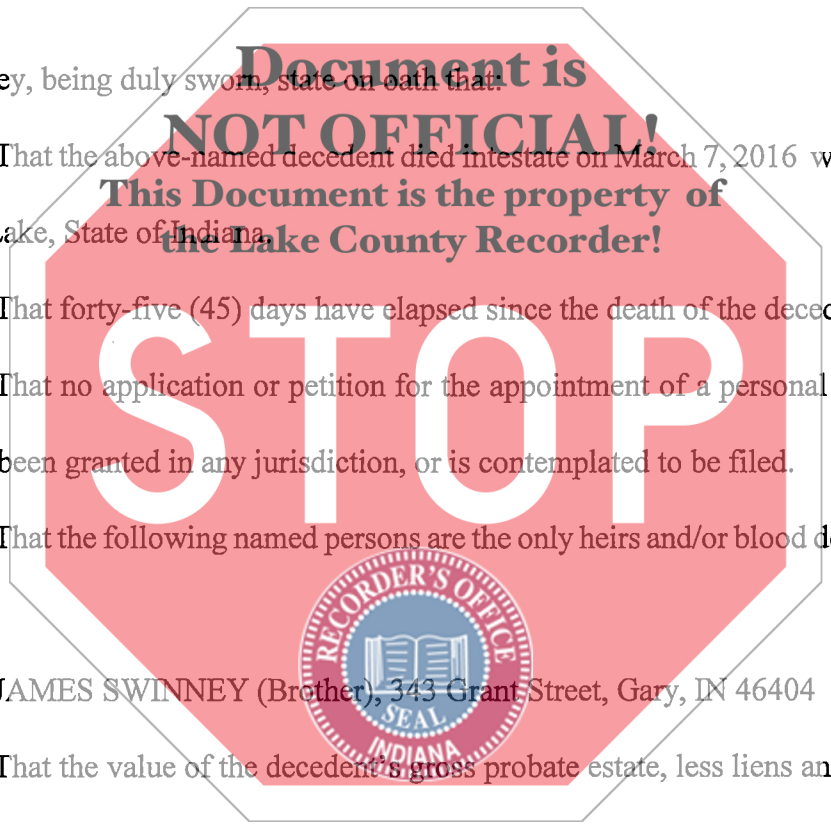 Document is
ey, being duly sworn, state on oath that:
NOT OFFICIAL!
That the above-named decedent died intestate on March 7, 2016 w
This Document is the property of
ake, State of Indiana.
the Lake County Recorder!
That forty-five (45) days have elapsed since the death of the dece
STOP
That no application or petition for the appointment of a personal
been granted in any jurisdiction, or is contemplated to be filed.
That the following named persons are the only heirs and/or blood d
RECORDER'S OFFICE
JAMES SWINNEY (Brother), 343 Grant Street, Gary, IN 46404
SEAL
INDIANA
That the value of the decedent's gross probate estate, less liens an